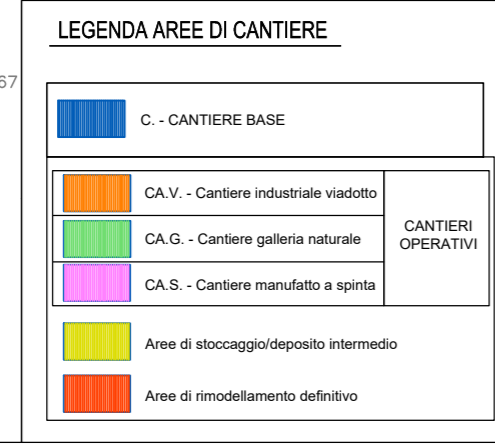 LEGENDA AREE DI CANTIERE
67
C. - CANTIERE BASE
CA.V. - Cantiere industriale viadotto
CA.G. - Cantiere galleria naturale
CA.S. - Cantiere manufatto a spinta
CANTIERI
OPERATIVI
Aree di stoccaggio/deposito intermedio
Aree di rimodellamento definitivo